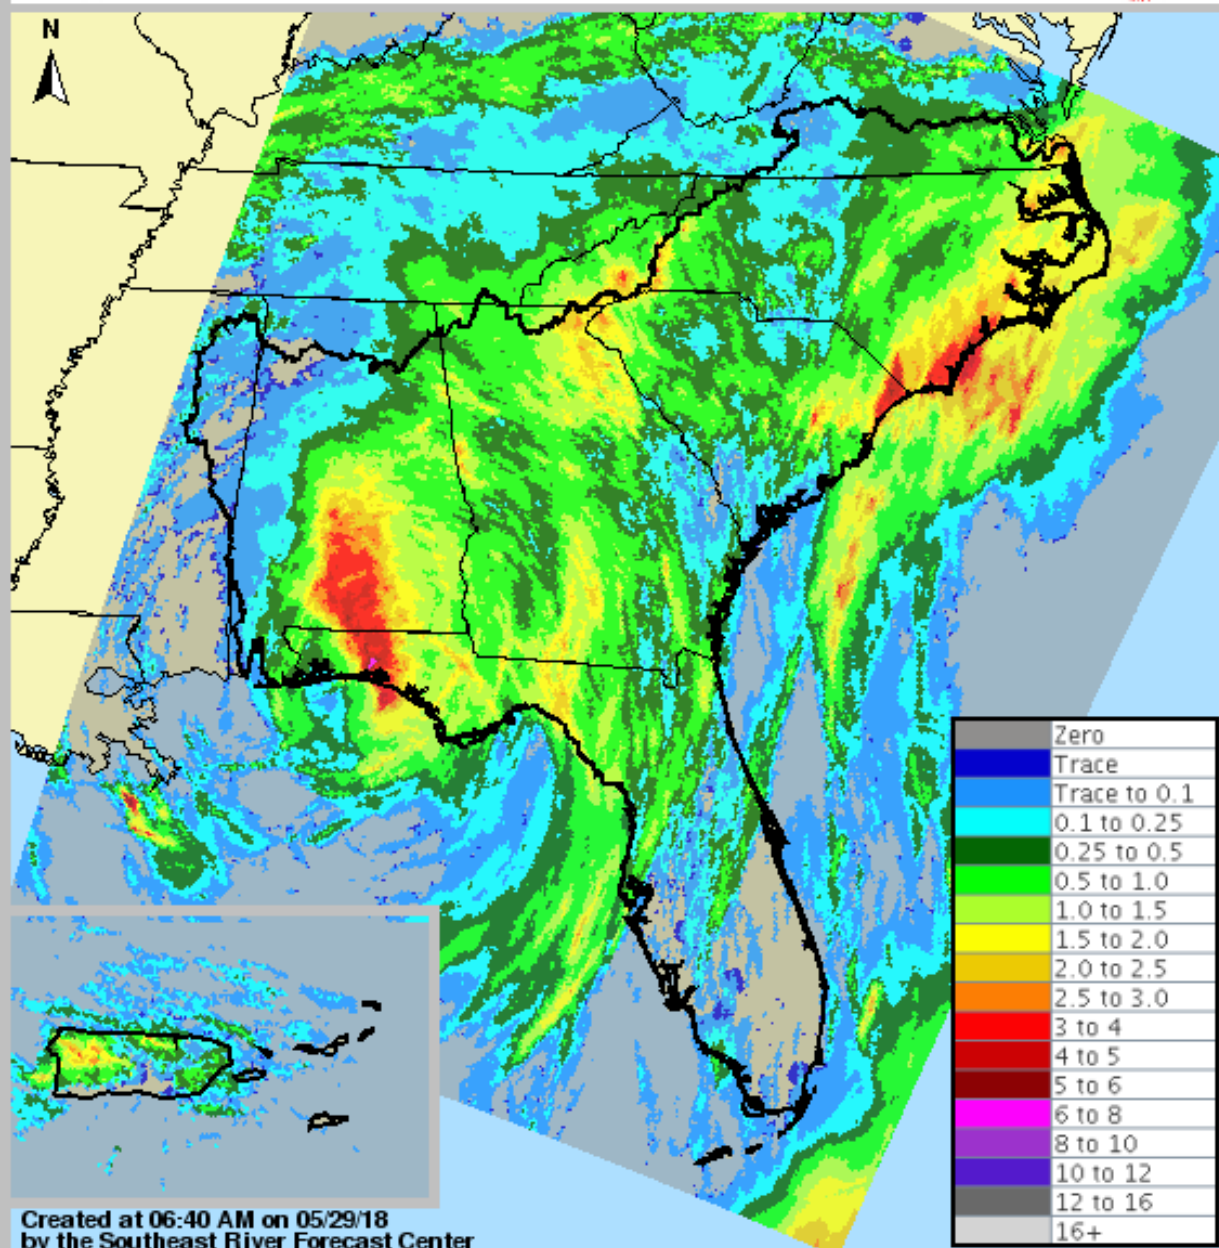 N
Zero
Trace
Trace to 0.1
0.1 to 0.25
0.25 to 0.5
0.5 to 1.0
1.0 to 1.5
1.5 to 2.0
2.0 to 2.5
2.5 to 3.0
3 to 4
4 to 5
5 to 6
6 to 8
8 to 10
10 to 12
12 to 16
16+
Created at 06:40 AM on 05/29/18
by the Southeast River Forecast Center